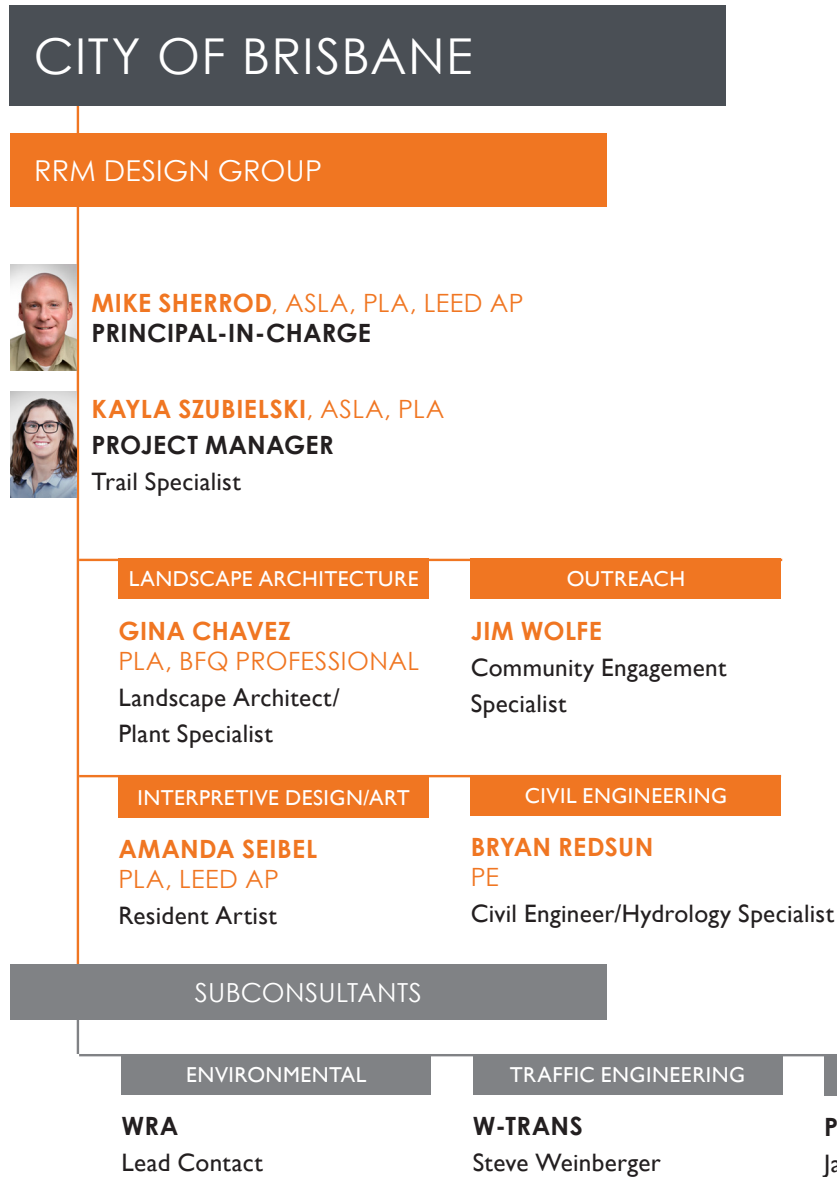 CITY OF BRISBANE
RRM DESIGN GROUP
MIKE SHERROD, ASLA, PLA, LEED AP
PRINCIPAL-IN-CHARGE
KAYLA SZUBIELSKI, ASLA, PLA
PROJECT MANAGER
Trail Specialist
LANDSCAPE ARCHITECTURE
GINA CHAVEZ
PLA, BFQ PROFESSIONAL
Landscape Architect/
Plant Specialist
OUTREACH
JIM WOLFE
Community Engagement
Specialist
INTERPRETIVE DESIGN/ART
AMANDA SEIBEL
PLA, LEED AP
Resident Artist
CIVIL ENGINEERING
BRYAN REDSUN
PE
Civil Engineer/Hydrology Specialist
SUBCONSULTANTS
ENVIRONMENTAL
WRA
Lead Contact
TRAFFIC ENGINEERING
W-TRANS
Steve Weinberger